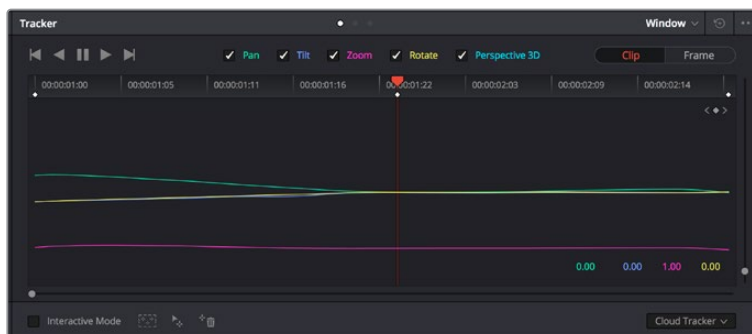 Tracker
Window
Pan Tilt Zoom Rotate Perspective 3D Clip Frame
00:00:01:00 00:00:01:05 00:00:01:11 00:00:01:16 00:00:01:22 00:00:02:03 00:00:02:09 00:00:02:14
0.00 0.00 1.00 0.00
Interactive Mode
Cloud Tracker